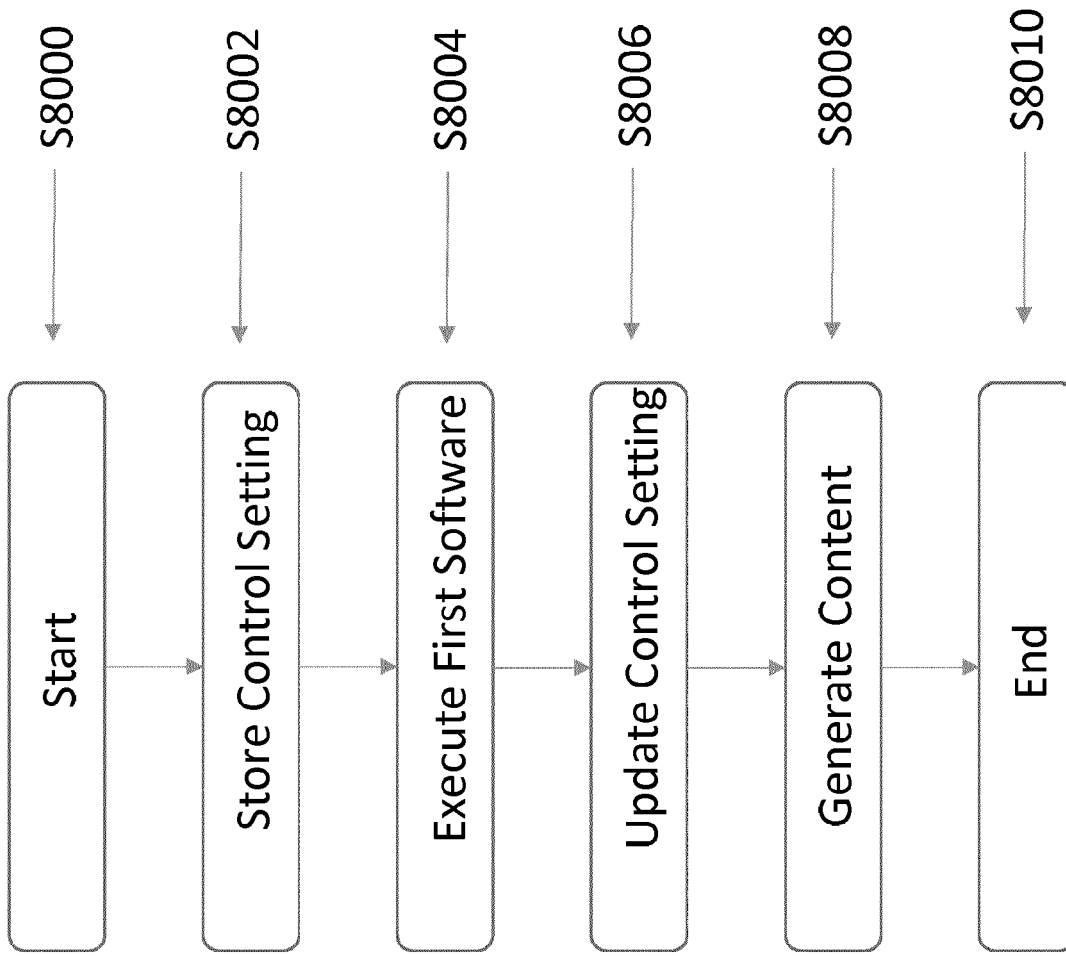 Start
S8000
Store Control Setting
S8002
Execute First Software
S8004
Update Control Setting
S8006
Generate Content
S8008
End
S8010